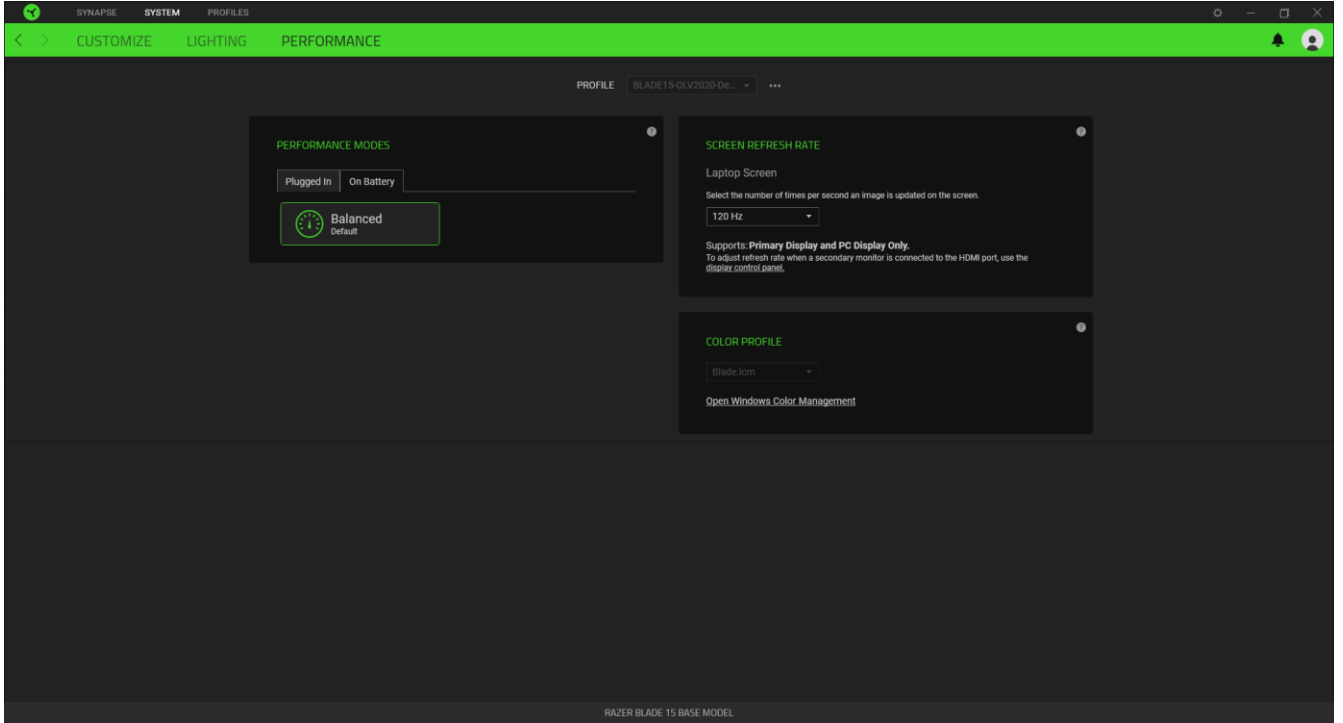 SYNAPSE SYSTEM PROFILES
CUSTOMIZE LIGHTING PERFORMANCE
PROFILE BLADE15-OLV2020-De...
PERFORMANCE MODES
Plugged In On Battery
Balanced
Default
SCREEN REFRESH RATE
Laptop Screen
Select the number of times per second an image is updated on the screen.
120 Hz
Supports: Primary Display and PC Display Only.
To adjust refresh rate when a secondary monitor is connected to the HDMI port, use the
display control panel.
COLOR PROFILE
Blade.icm
Open Windows Color Management
RAZER BLADE 15 BASE MODEL